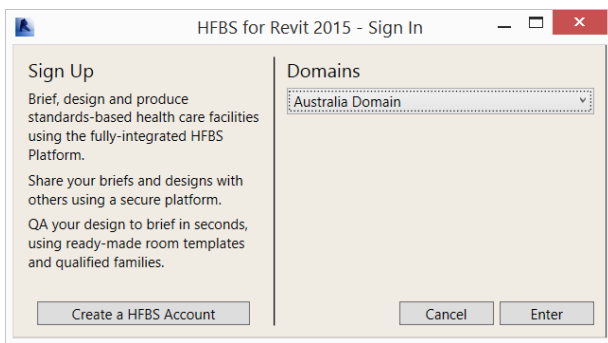 HFBS for Revit 2015 - Sign In
Sign Up
Brief, design and produce
standards-based health care facilities
using the fully-integrated HFBS
Platform.
Share your briefs and designs with
others using a secure platform.
QA your design to brief in seconds,
using ready-made room templates
and qualified families.
Create a HFBS Account
Domains
Australia Domain
Cancel
Enter